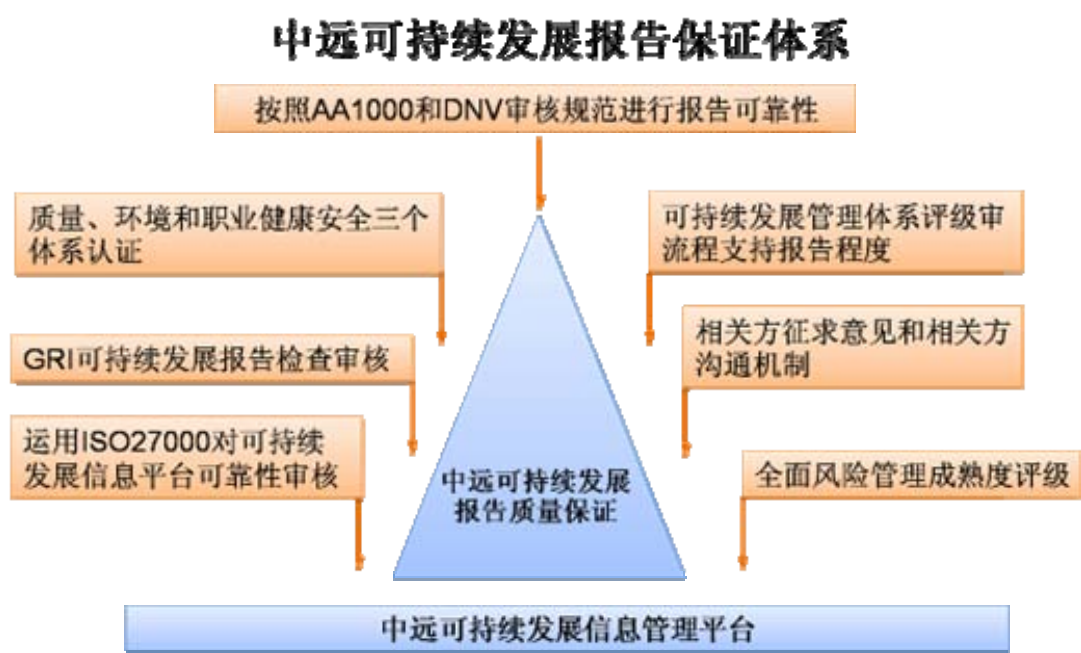 中远可持续发展报告保证体系
按照AA1000和DNV审核规范进行报告可靠性
质量、环境和职业健康安全三个
体系认证
可持续发展管理体系评级审
流程支持报告程度
GRI可持续发展报告检查审核
相关方征求意见和相关方
沟通机制
运用ISO27000对可持续
发展信息平台可靠性审核
全面风险管理成熟度评级
中远可持续发展
报告质量保证
中远可持续发展信息管理平台